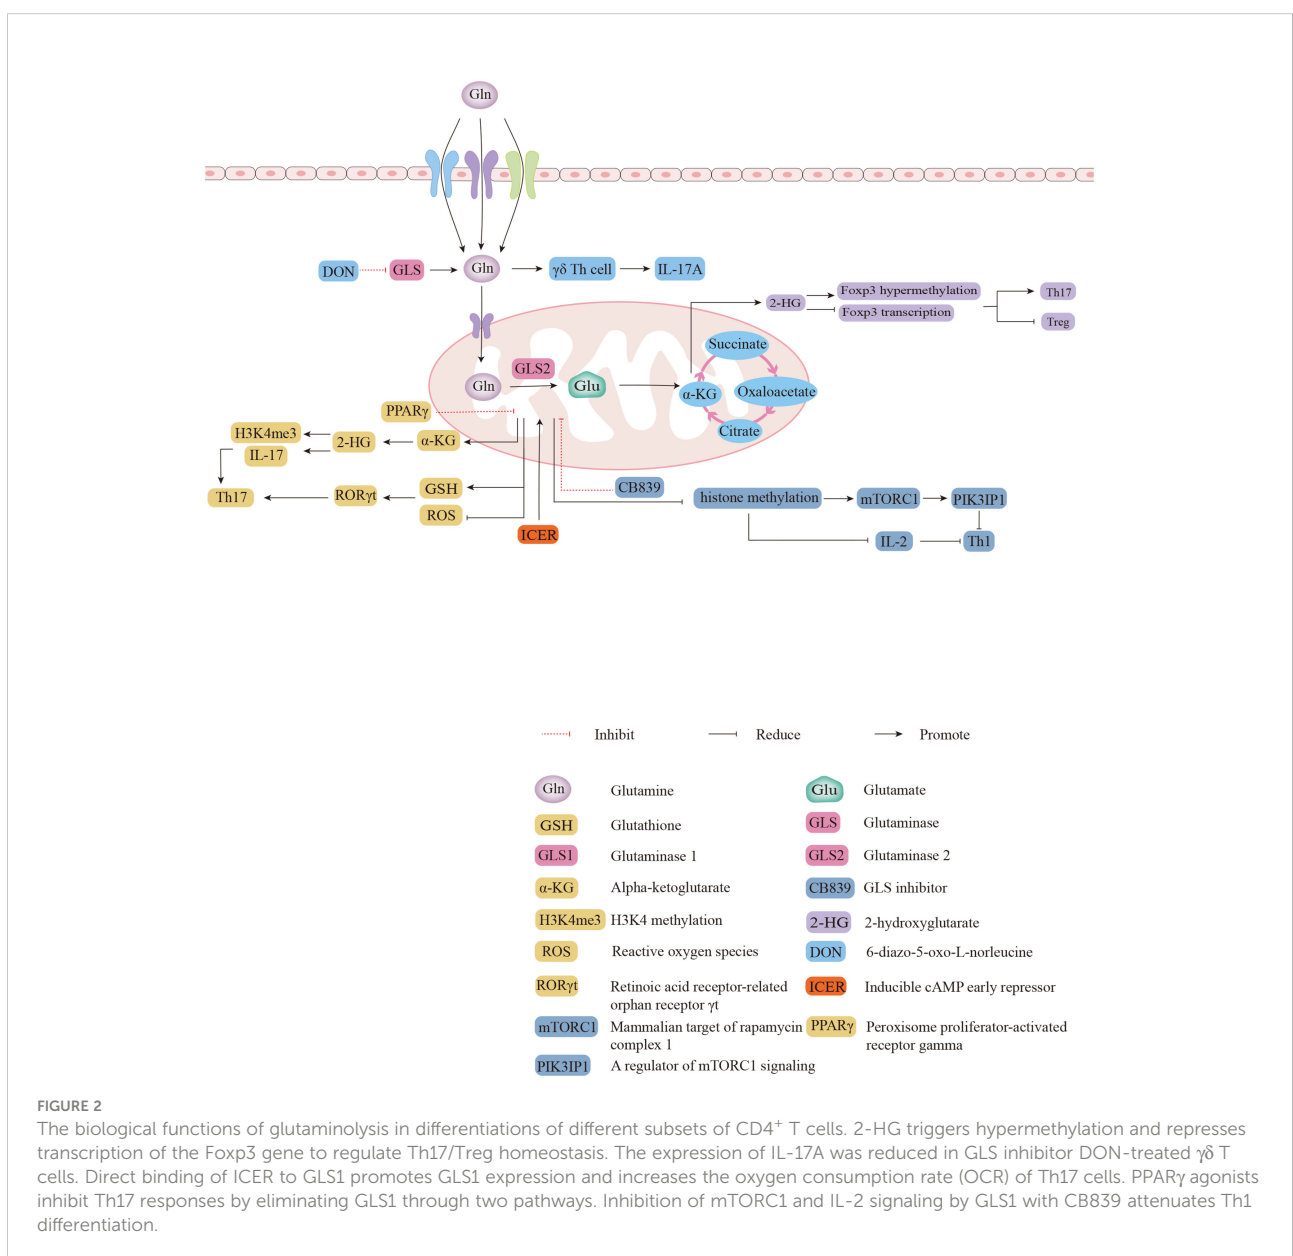 Gln
DON
GLS
Gln
γδ Th cell
IL-17A
2-HG
Foxp3 hypermethylation
Foxp3 transcription
Th17
Treg
Succinate
GLS2
Gln
Glu
α-KG
Oxaloacetate
Citrate
PPARγ
H3K4me3
IL-17
2-HG
α-KG
Th17
RORγt
GSH
ROS
ICER
CB839
histone methylation
mTORC1
PIK3IP1
IL-2
Th1
Inhibit
Reduce
Promote
Gln Glutamine
Glu Glutamate
GSH Glutathione
GLS Glutaminase
GLS1 Glutaminase 1
GLS2 Glutaminase 2
α-KG Alpha-ketoglutarate
CB839 GLS inhibitor
H3K4me3 H3K4 methylation
2-HG 2-hydroxyglutarate
ROS Reactive oxygen species
DON 6-diazo-5-oxo-L-norleucine
RORγt Retinoic acid receptor-related
orphan receptor γt
ICER Inducible cAMP early repressor
mTORC1 Mammalian target of rapamycin
complex 1
PPARγ Peroxisome proliferator-activated
receptor gamma
PIK3IP1 A regulator of mTORC1 signaling
FIGURE 2
The biological functions of glutaminolysis in differentiations of different subsets of CD4⁺ T cells. 2-HG triggers hypermethylation and represses
transcription of the Foxp3 gene to regulate Th17/Treg homeostasis. The expression of IL-17A was reduced in GLS inhibitor DON-treated γδ T
cells. Direct binding of ICER to GLS1 promotes GLS1 expression and increases the oxygen consumption rate (OCR) of Th17 cells. PPARγ agonists
inhibit Th17 responses by eliminating GLS1 through two pathways. Inhibition of mTORC1 and IL-2 signaling by GLS1 with CB839 attenuates Th1
differentiation.